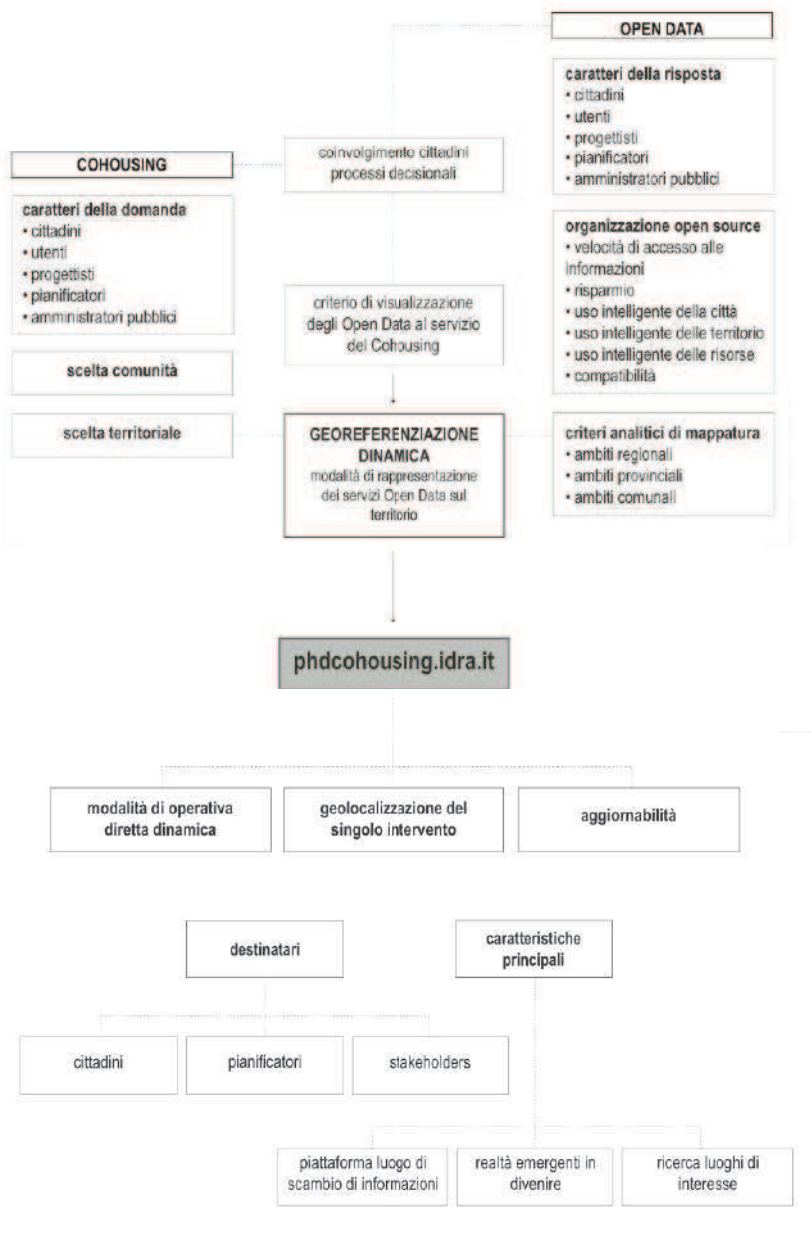 OPEN DATA
caratteri della risposta
• cittadini
• utenti
• progettisti
• pianificatori
• amministratori pubblici
coinvolgimento cittadini
processi decisionali
COHOUSING
caratteri della domanda
• cittadini
• utenti
• progettisti
• pianificatori
• amministratori pubblici
organizzazione open source
• velocità di accesso alle
informazioni
• risparmio
• uso intelligente della città
• uso intelligente delle territorio
• uso intelligente delle risorse
• compatibilità
criterio di visualizzazione
degli Open Data al servizio
del Cohousing
scelta comunità
scelta territoriale
GEOREFERENZIAZIONE
DINAMICA
modalità di rappresentazione
dei servizi Open Data sul
territorio
criteri analitici di mappatura
• ambiti regionali
• ambiti provinciali
• ambiti comunali
phdcohousing.idra.it
modalità di operativa
diretta dinamica
geolocalizzazione del
singolo intervento
aggiornabilità
destinatari
caratteristiche
principali
cittadini
pianificatori
stakeholders
piattaforma luogo di
scambio di informazioni
realtà emergenti in
divenire
ricerca luoghi di
interesse